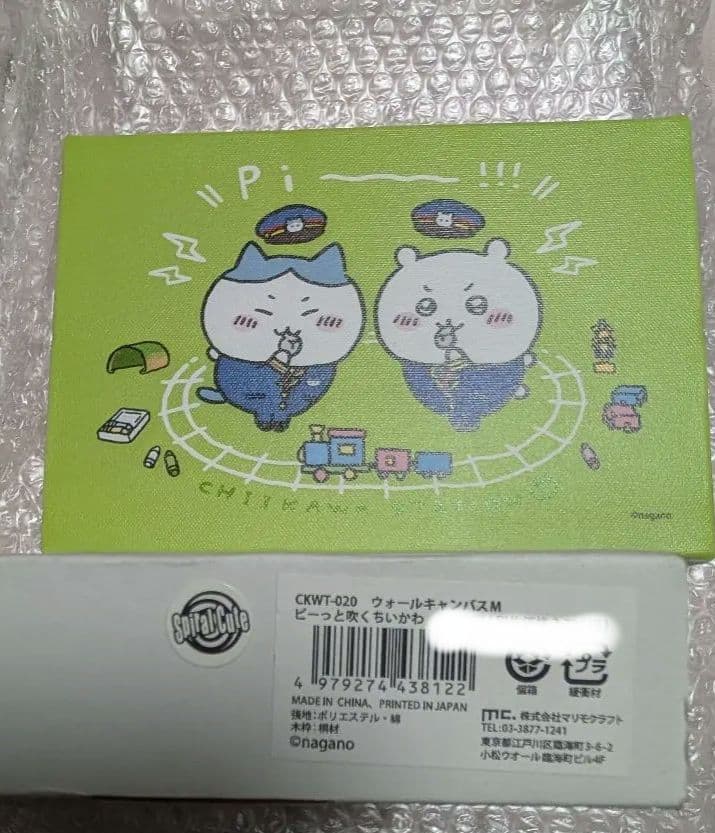 Pi ー !!!
CHIIKAWA
©nagano
Spiral Cute
CKWT-020 ウォールキャンバスM
ピーっと吹くちいかわ
4 979274 438122
個箱
プラ
緩衝材
MADE IN CHINA, PRINTED IN JAPAN
張地:ポリエステル・綿
木枠:桐材
©nagano
mc. 株式会社マリモクラフト
TEL:03-3877-1241
東京都江戸川区臨海町3-6-2
小松ウオール臨海町ビル4F